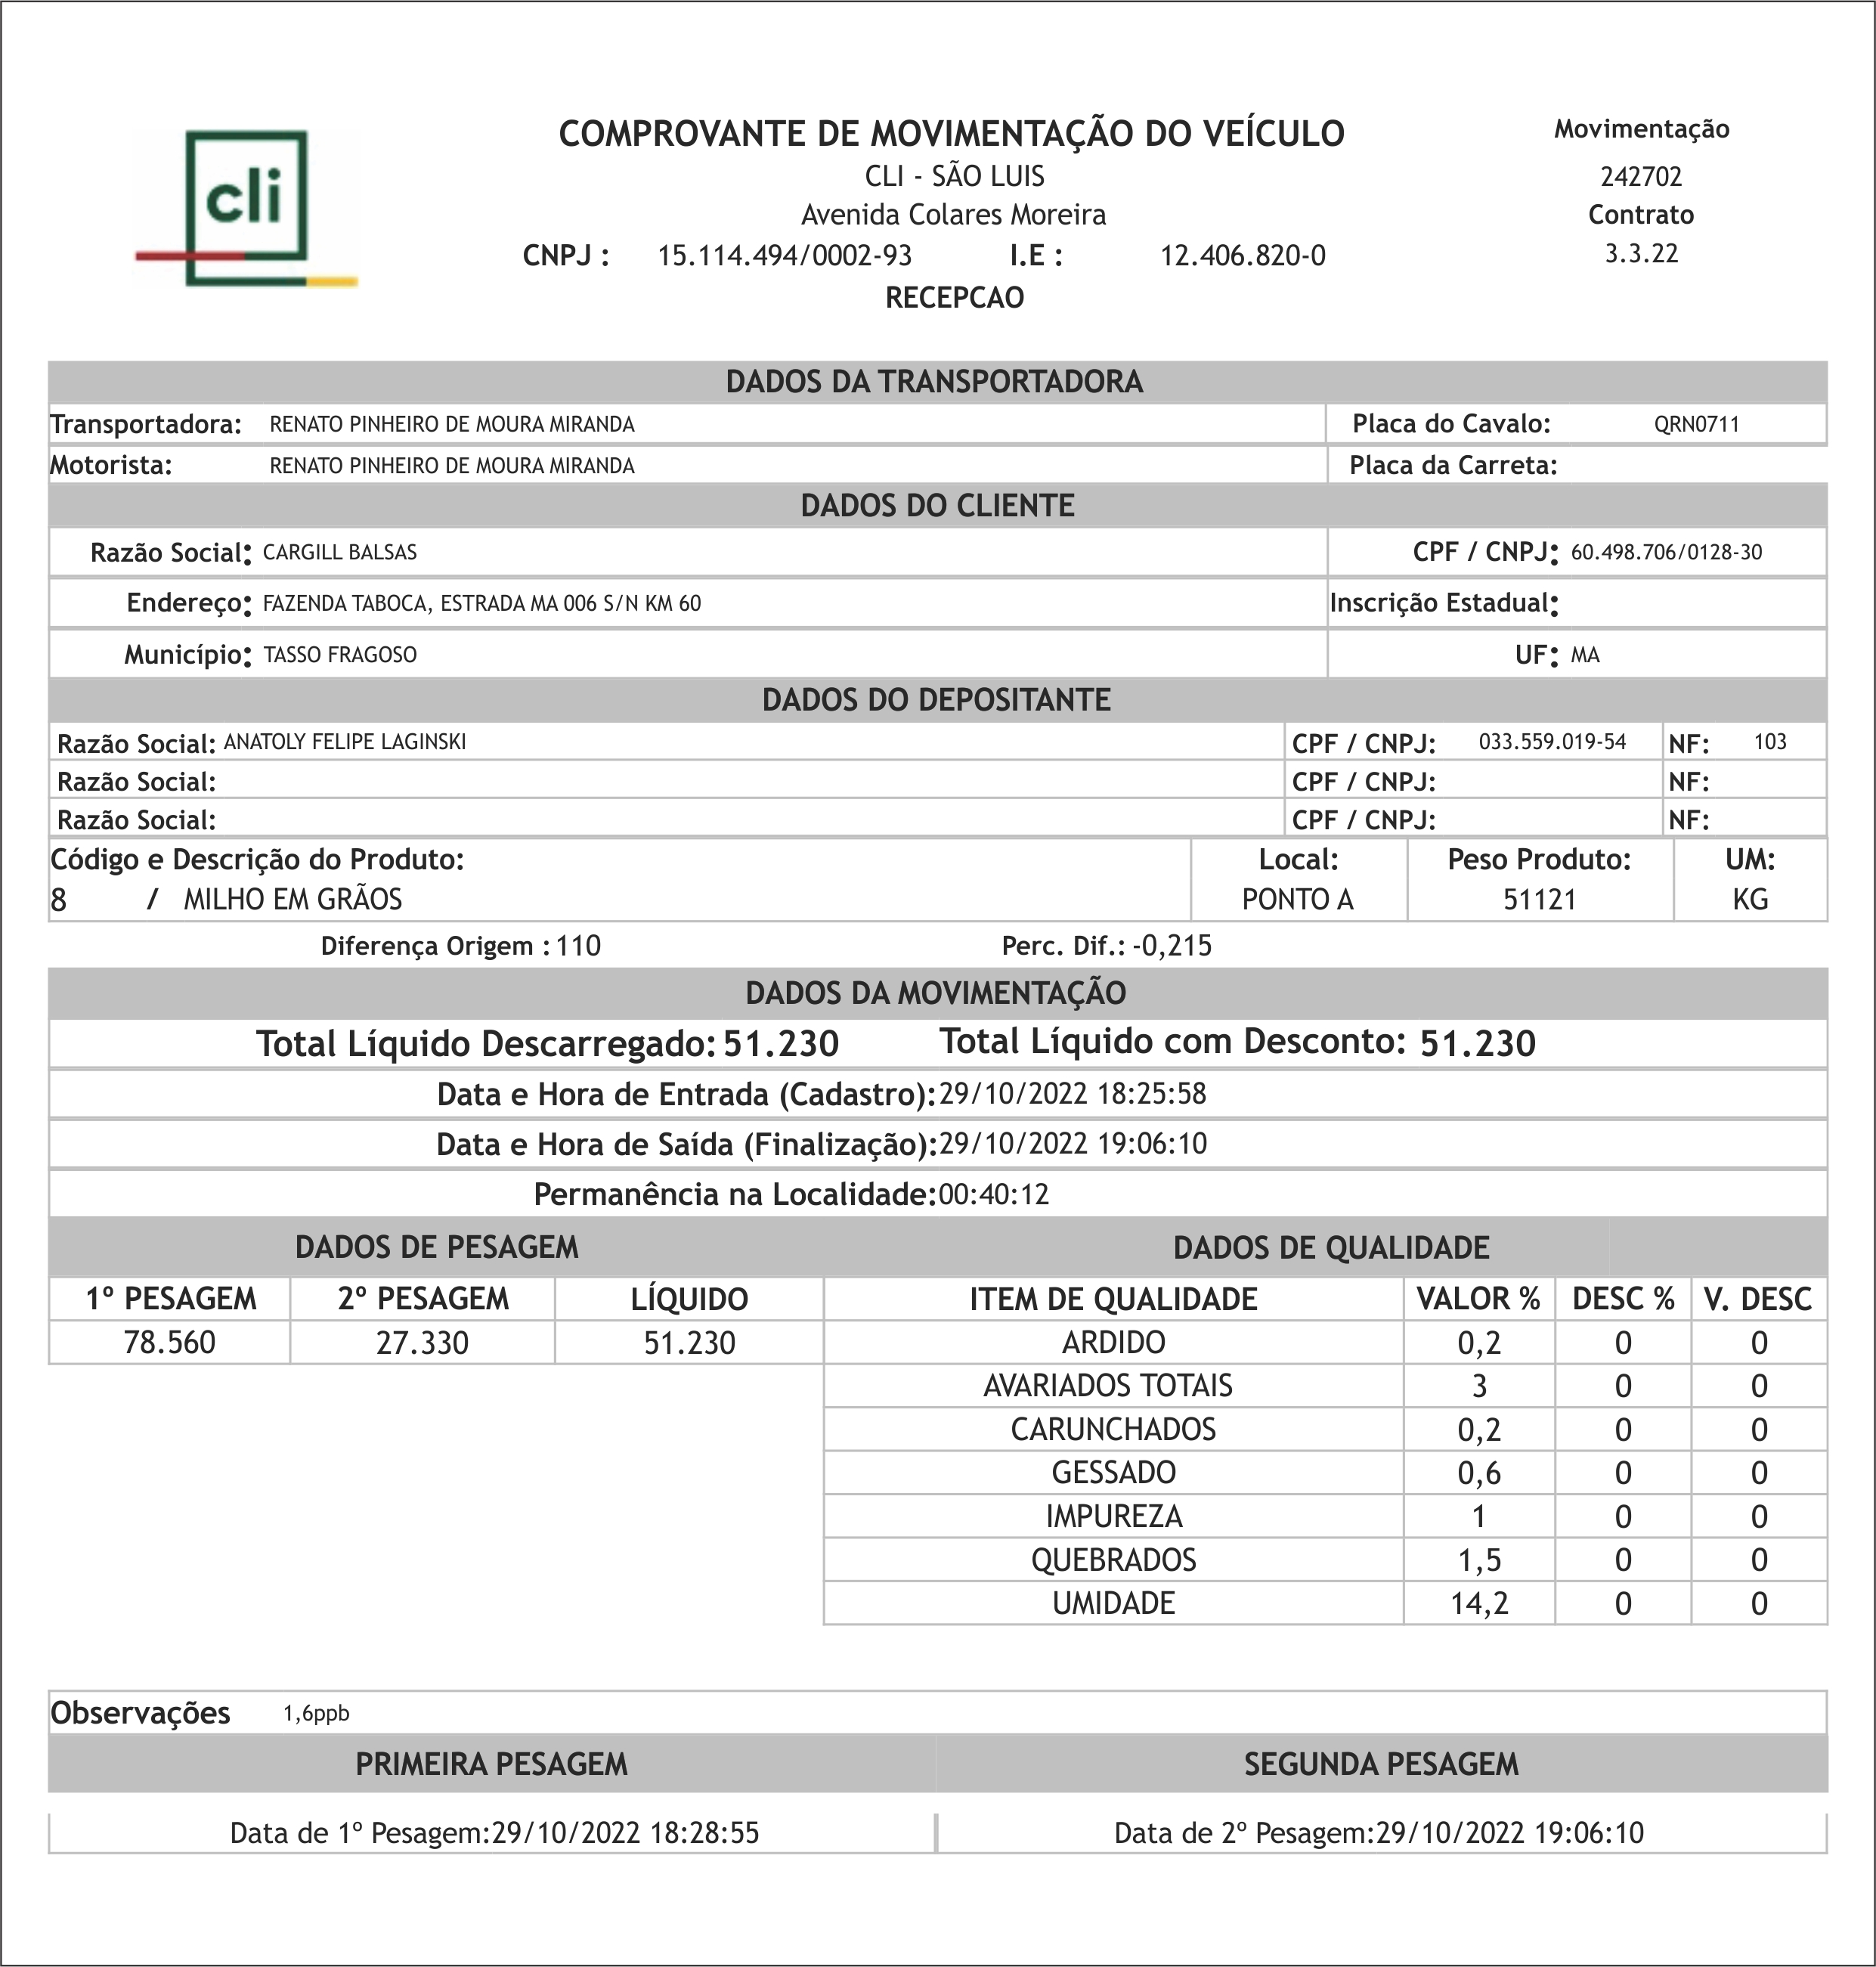 cli
COMPROVANTE DE MOVIMENTAÇÃO DO VEÍCULO
CLI - SÃO LUIS
Avenida Colares Moreira
CNPJ : 15.114.494/0002-93 I.E : 12.406.820-0
RECEPCAO
Movimentação
242702
Contrato
3.3.22
DADOS DA TRANSPORTADORA
Transportadora: RENATO PINHEIRO DE MOURA MIRANDA Placa do Cavalo: QRN0711
Motorista: RENATO PINHEIRO DE MOURA MIRANDA Placa da Carreta:
DADOS DO CLIENTE
Razão Social: CARGILL BALSAS CPF / CNPJ: 60.498.706/0128-30
Endereço: FAZENDA TABOCA, ESTRADA MA 006 S/N KM 60 Inscrição Estadual:
Município: TASSO FRAGOSO UF: MA
DADOS DO DEPOSITANTE
Razão Social: ANATOLY FELIPE LAGINSKI CPF / CNPJ: 033.559.019-54 NF: 103
Razão Social: CPF / CNPJ: NF:
Razão Social: CPF / CNPJ: NF:
Código e Descrição do Produto: Local: Peso Produto: UM:
8 / MILHO EM GRÃOS PONTO A 51121 KG
Diferença Origem : 110 Perc. Dif.: -0,215
DADOS DA MOVIMENTAÇÃO
Total Líquido Descarregado: 51.230 Total Líquido com Desconto: 51.230
Data e Hora de Entrada (Cadastro): 29/10/2022 18:25:58
Data e Hora de Saída (Finalização): 29/10/2022 19:06:10
Permanência na Localidade: 00:40:12
DADOS DE PESAGEM DADOS DE QUALIDADE
1º PESAGEM 2º PESAGEM LÍQUIDO ITEM DE QUALIDADE VALOR % DESC % V. DESC
78.560 27.330 51.230 ARDIDO 0,2 0 0
AVARIADOS TOTAIS 3 0 0
CARUNCHADOS 0,2 0 0
GESSADO 0,6 0 0
IMPUREZA 1 0 0
QUEBRADOS 1,5 0 0
UMIDADE 14,2 0 0
Observações 1,6ppb
PRIMEIRA PESAGEM SEGUNDA PESAGEM
Data de 1º Pesagem:29/10/2022 18:28:55 Data de 2º Pesagem:29/10/2022 19:06:10